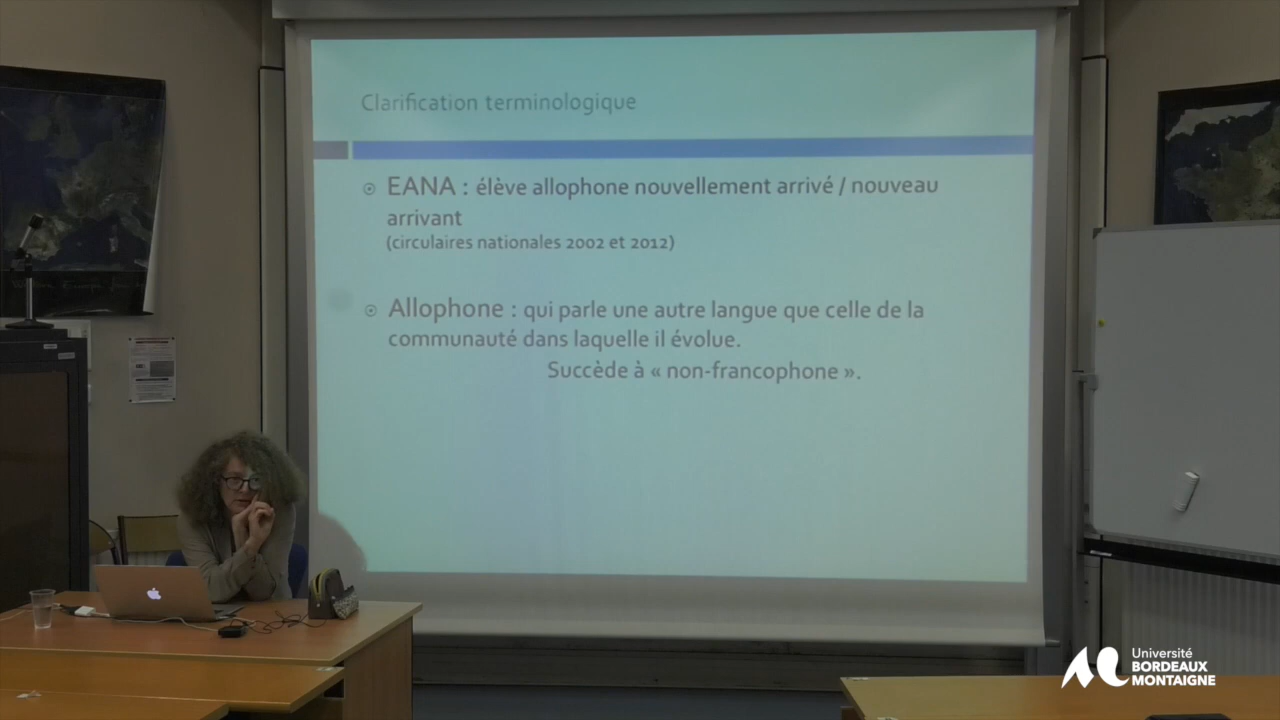 Clarification terminologique
EANA : élève allophone nouvellement arrivé / nouveau
arrivant
(circulaires nationales 2002 et 2012)
Allophone : qui parle une autre langue que celle de la
communauté dans laquelle il évolue.
Succède à « non-francophone ».
Université
BORDEAUX
MONTAIGNE